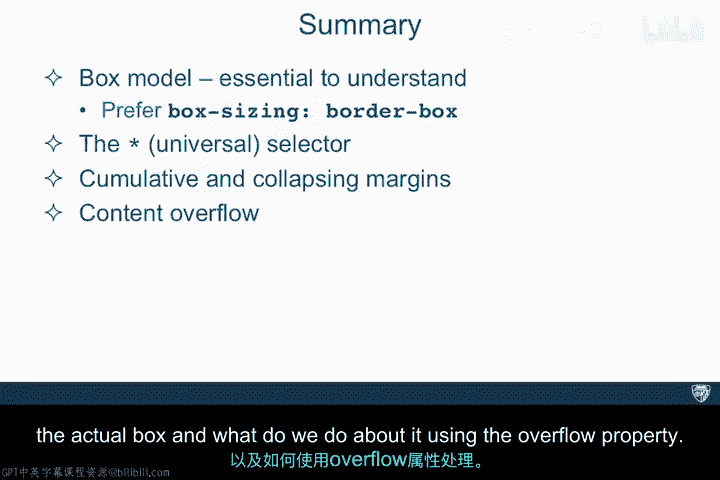 Summary
✧ Box model – essential to understand
• Prefer box-sizing: border-box
✧ The * (universal) selector
✧ Cumulative and collapsing margins
✧ Content overflow
the actual box and what do we do about it using the overflow property.
以及如何使用overflow属性处理。
GPT中英字幕课程资源@bilibili.com